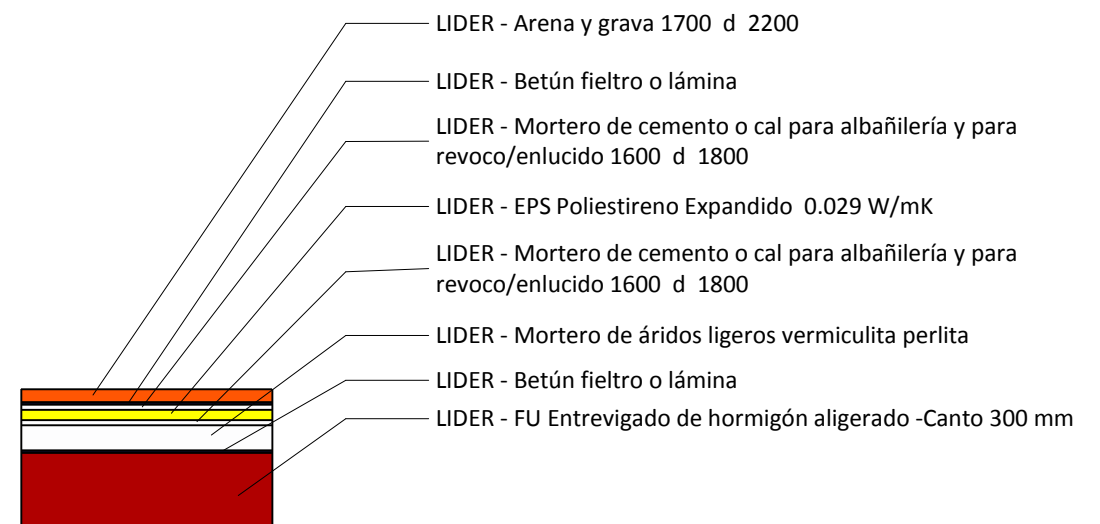 LIDER - Arena y grava 1700 d 2200
LIDER - Betún fieltro o lámina
LIDER - Mortero de cemento o cal para albañilería y para
revoco/enlucido 1600 d 1800
LIDER - EPS Poliestireno Expandido 0.029 W/mK
LIDER - Mortero de cemento o cal para albañilería y para
revoco/enlucido 1600 d 1800
LIDER - Mortero de áridos ligeros vermiculita perlita
LIDER - Betún fieltro o lámina
LIDER - FU Entrevigado de hormigón aligerado -Canto 300 mm